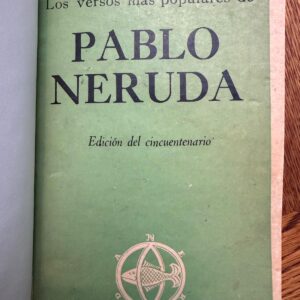 Los versos más populares de
PABLO
NERUDA
Edición del cincuentenario